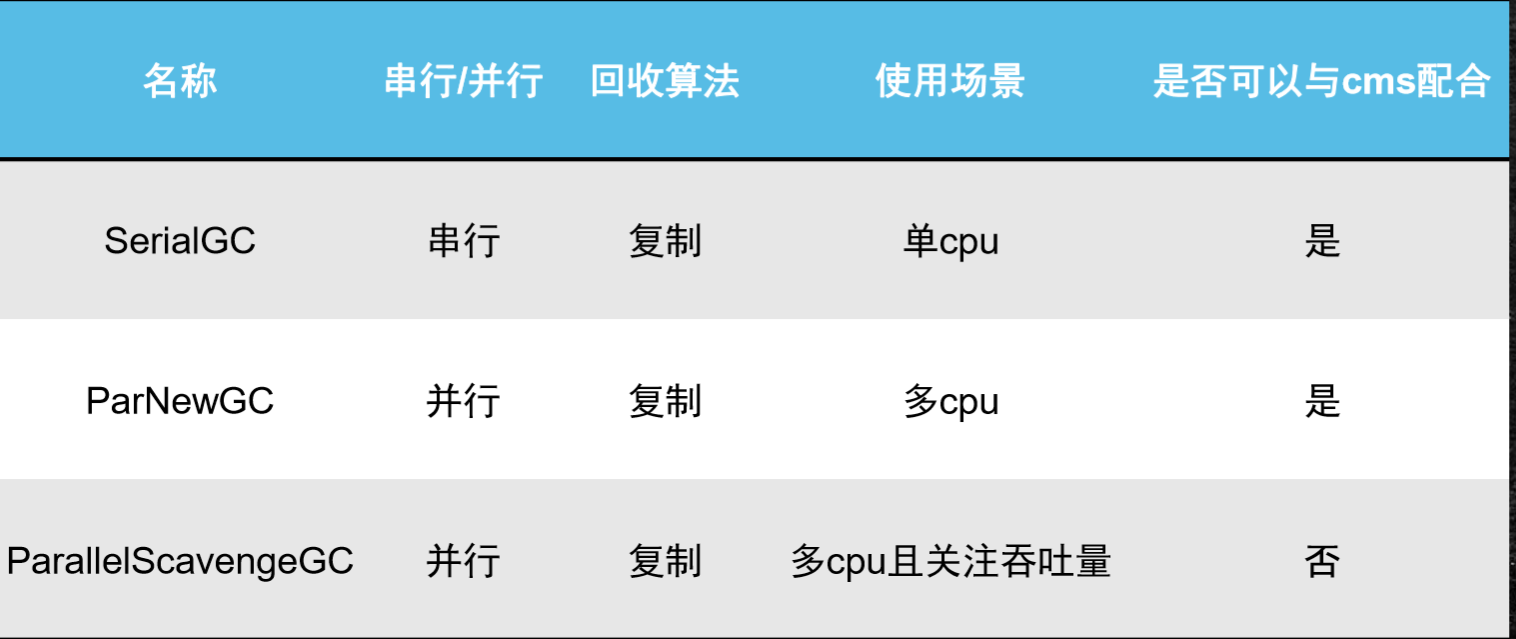 名称 串行/并行 回收算法 使用场景 是否可以与cms配合
SerialGC 串行 复制 单cpu 是
ParNewGC 并行 复制 多cpu 是
ParallelScavengeGC 并行 复制 多cpu且关注吞吐量 否